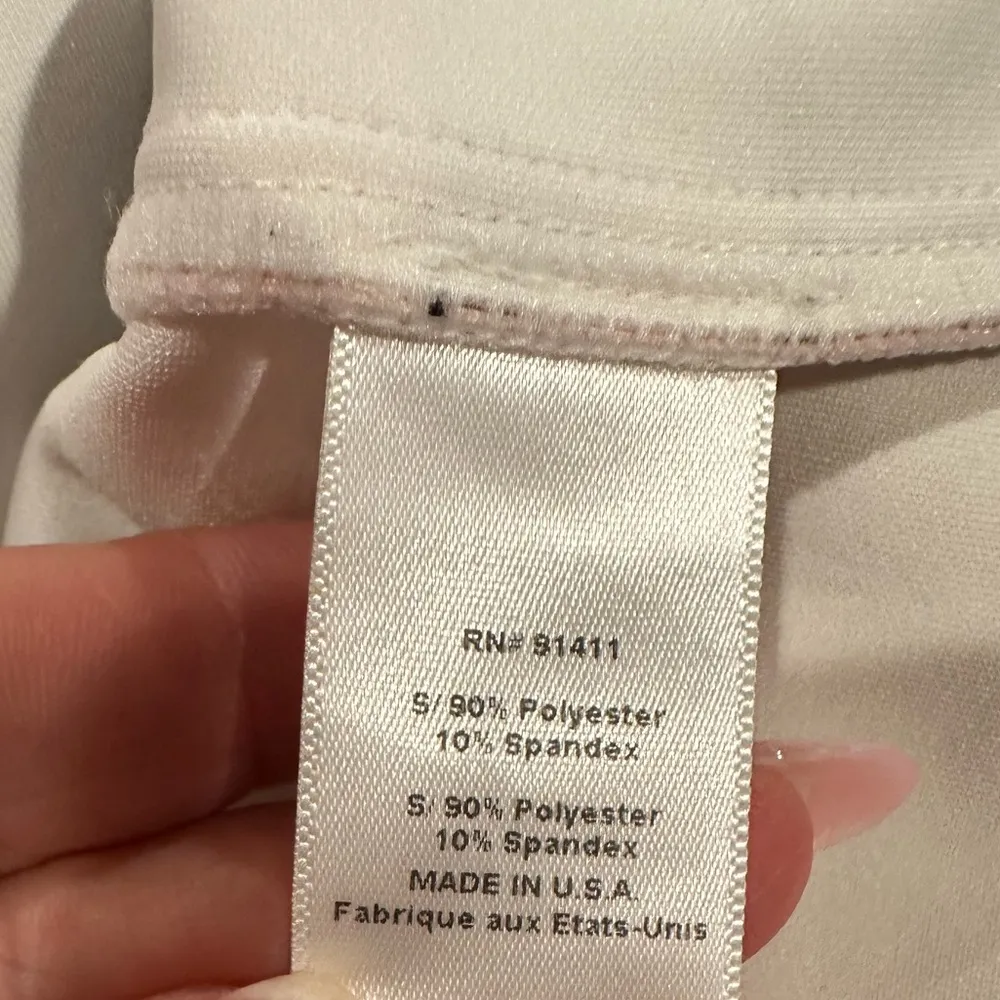 RN# 91411
S/ 90% Polyester
10% Spandex
S/ 90% Polyester
10% Spandex
MADE IN U.S.A.
Fabrique aux Etats-Unis